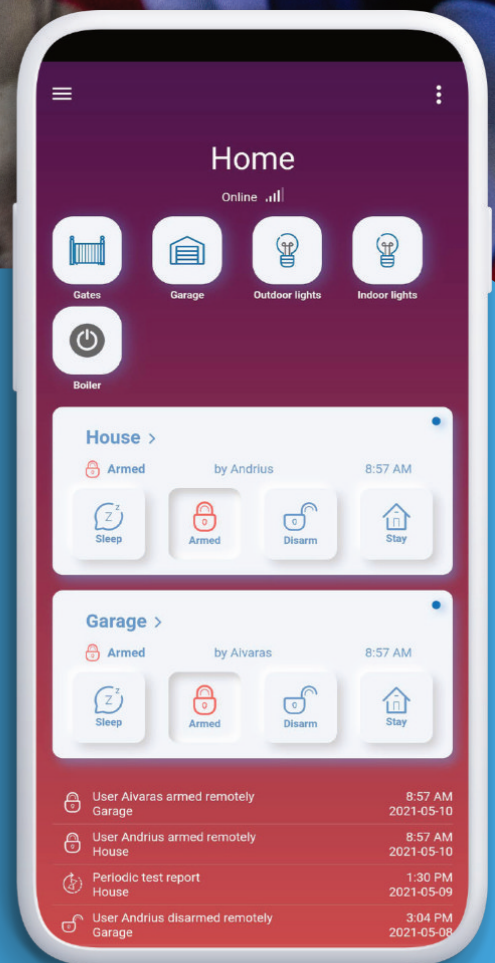 Home
Online
Gates Garage Outdoor lights Indoor lights
Boiler
House >
Armed by Andrius 8:57 AM
Sleep Armed Disarm Stay
Garage >
Armed by Aivaras 8:57 AM
Sleep Armed Disarm Stay
User Aivaras armed remotely 8:57 AM
Garage 2021-05-10
User Andrius armed remotely 8:57 AM
House 2021-05-10
Periodic test report 1:30 PM
House 2021-05-09
User Andrius disarmed remotely 3:04 PM
Garage 2021-05-08